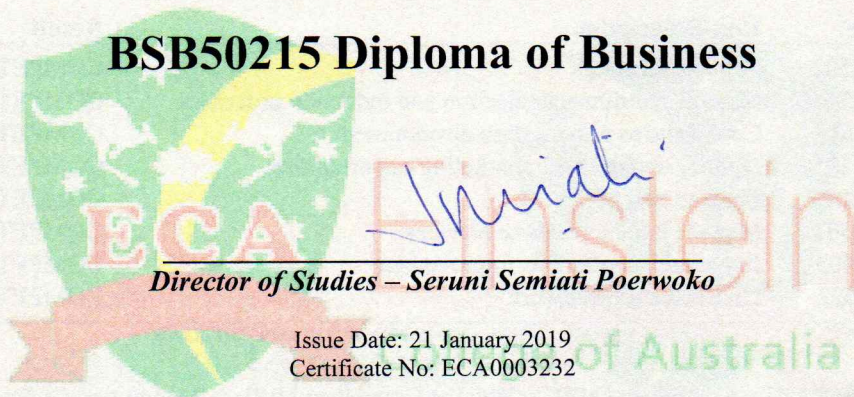 BSB50215 Diploma of Business
ECA
Einstein
Director of Studies – Seruni Semiati Poerwoko
Issue Date: 21 January 2019
College of Australia
Certificate No: ECA0003232